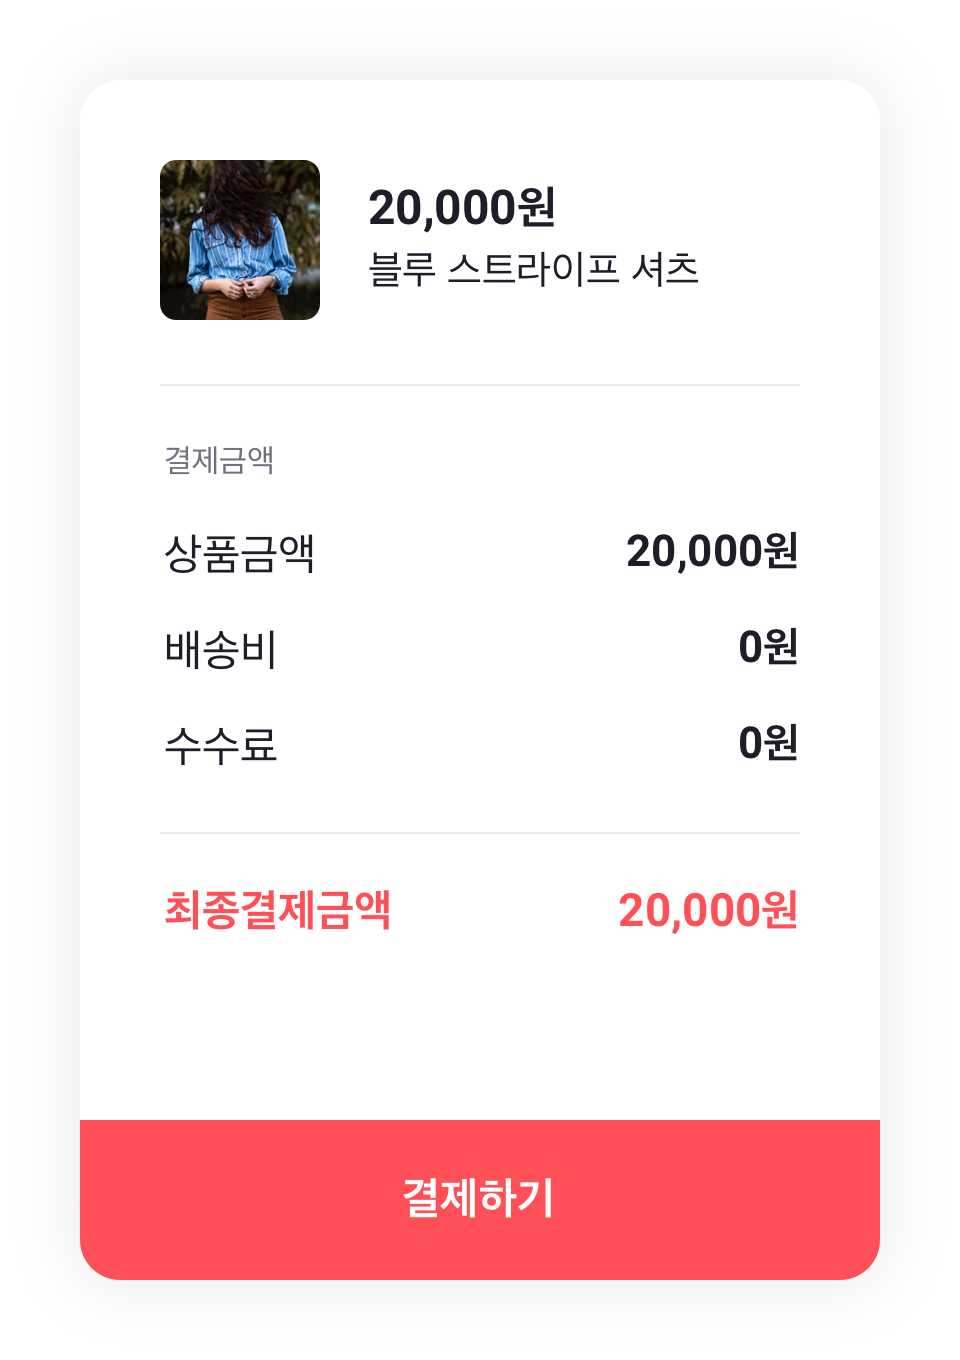 20,000원
블루 스트라이프 셔츠
결제금액
상품금액 20,000원
배송비 0원
수수료 0원
최종결제금액 20,000원
결제하기